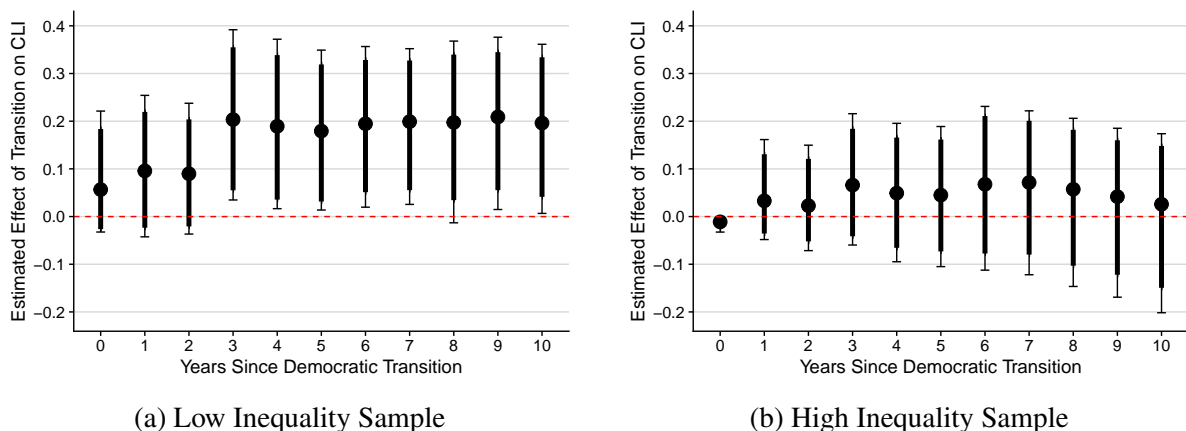 Estimated Effect of Transition on CLI
0.4
0.3
0.2
0.1
0.0
−0.1
−0.2
0 1 2 3 4 5 6 7 8 9 10
Years Since Democratic Transition
(a) Low Inequality Sample
Estimated Effect of Transition on CLI
0.4
0.3
0.2
0.1
0.0
−0.1
−0.2
0 1 2 3 4 5 6 7 8 9 10
Years Since Democratic Transition
(b) High Inequality Sample